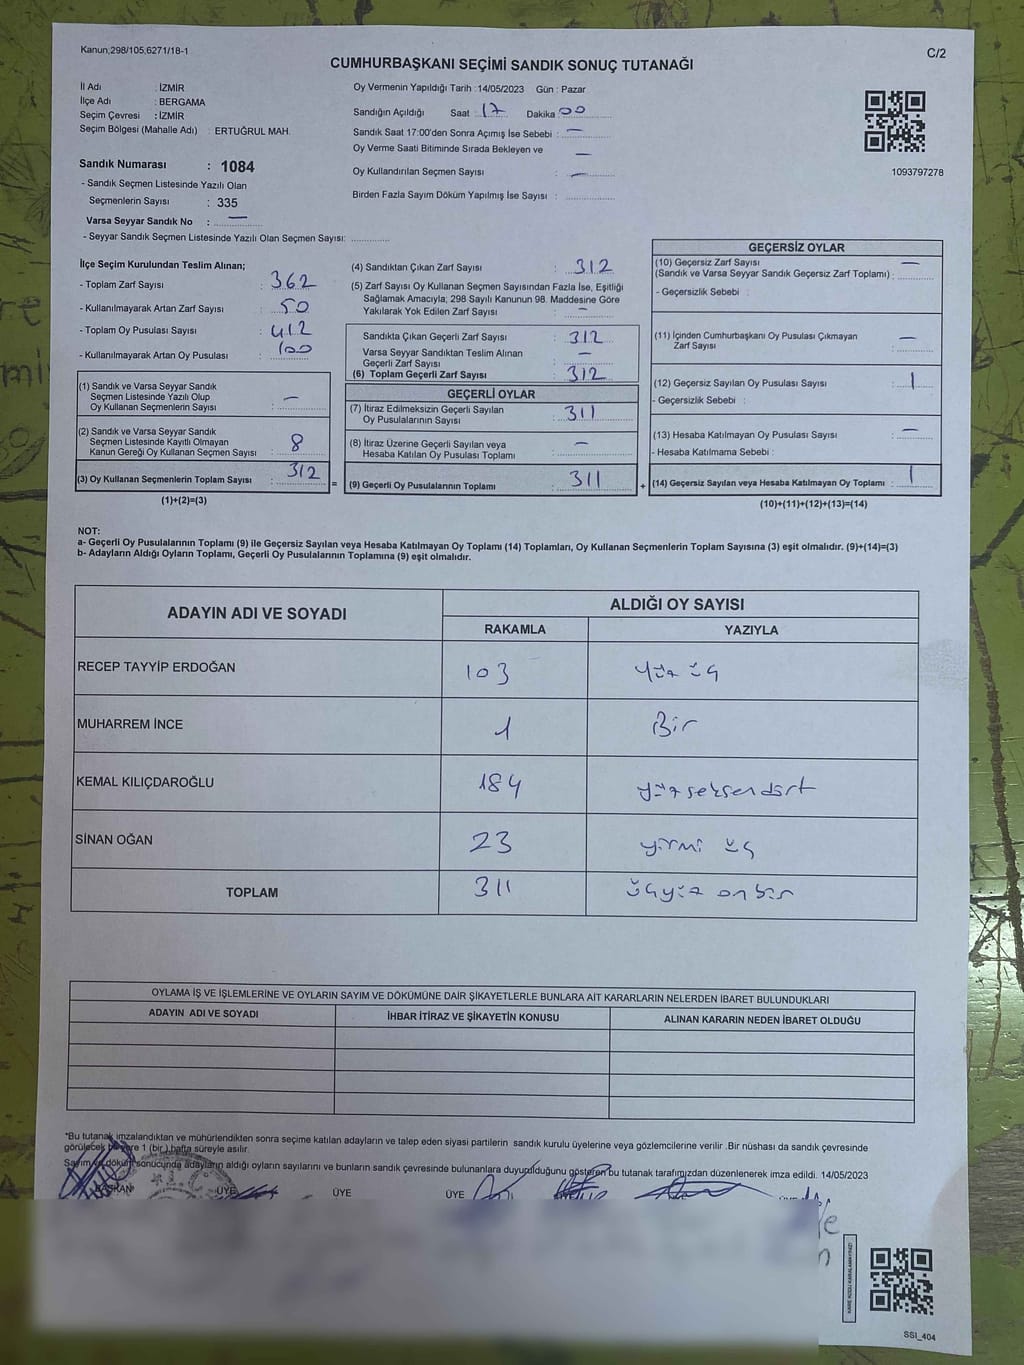 Kanun;298/105,6271/18-1
C/2
CUMHURBAŞKANI SEÇİMİ SANDIK SONUÇ TUTANAĞI
İl Adı : İZMİR
İlçe Adı : BERGAMA
Seçim Çevresi : İZMİR
Seçim Bölgesi (Mahalle Adı) : ERTUĞRUL MAH.
Sandık Numarası : 1084
- Sandık Seçmen Listesinde Yazılı Olan
Seçmenlerin Sayısı : 335
Varsa Seyyar Sandık No : —
- Seyyar Sandık Seçmen Listesinde Yazılı Olan Seçmen Sayısı: ..............
Oy Vermenin Yapıldığı Tarih :14/05/2023 Gün : Pazar
Sandığın Açıldığı Saat : 17 Dakika 00
Sandık Saat 17:00'den Sonra Açımış İse Sebebi : —
Oy Verme Saati Bitiminde Sırada Bekleyen ve —
Oy Kullandırılan Seçmen Sayısı : —
Birden Fazla Sayım Döküm Yapılmış İse Sayısı : ..............
1093797278
İlçe Seçim Kurulundan Teslim Alınan;
- Toplam Zarf Sayısı : 362
- Kullanılmayarak Artan Zarf Sayısı : 50
- Toplam Oy Pusulası Sayısı : 412
- Kullanılmayarak Artan Oy Pusulası : 100
(1) Sandık ve Varsa Seyyar Sandık
Seçmen Listesinde Yazılı Olup
Oy Kullanan Seçmenlerin Sayısı : —
(2) Sandık ve Varsa Seyyar Sandık
Seçmen Listesinde Kayıtlı Olmayan
Kanun Gereği Oy Kullanan Seçmen Sayısı : 8
(3) Oy Kullanan Seçmenlerin Toplam Sayısı : 312
(1)+(2)=(3)
=
(4) Sandıktan Çıkan Zarf Sayısı : 312
(5) Zarf Sayısı Oy Kullanan Seçmen Sayısından Fazla İse, Eşitliği
Sağlamak Amacıyla; 298 Sayılı Kanunun 98. Maddesine Göre
Yakılarak Yok Edilen Zarf Sayısı : —
Sandıkta Çıkan Geçerli Zarf Sayısı : 312
Varsa Seyyar Sandıktan Teslim Alınan
Geçerli Zarf Sayısı : —
(6) Toplam Geçerli Zarf Sayısı : 312
GEÇERLİ OYLAR
(7) İtiraz Edilmeksizin Geçerli Sayılan
Oy Pusulalarının Sayısı : 311
(8) İtiraz Üzerine Geçerli Sayılan veya
Hesaba Katılan Oy Pusulası Toplamı : —
(9) Geçerli Oy Pusulalarının Toplamı : 311
+
GEÇERSİZ OYLAR
(10) Geçersiz Zarf Sayısı
(Sandık ve Varsa Seyyar Sandık Geçersiz Zarf Toplamı) : —
- Geçersizlik Sebebi :
(11) İçinden Cumhurbaşkanı Oy Pusulası Çıkmayan
Zarf Sayısı : —
(12) Geçersiz Sayılan Oy Pusulası Sayısı : 1
- Geçersizlik Sebebi :
(13) Hesaba Katılmayan Oy Pusulası Sayısı : —
- Hesaba Katılmama Sebebi :
(14) Geçersiz Sayılan veya Hesaba Katılmayan Oy Toplamı : 1
(10)+(11)+(12)+(13)=(14)
NOT:
a- Geçerli Oy Pusulalarının Toplamı (9) ile Geçersiz Sayılan veya Hesaba Katılmayan Oy Toplamı (14) Toplamları, Oy Kullanan Seçmenlerin Toplam Sayısına (3) eşit olmalıdır. (9)+(14)=(3)
b- Adayların Aldığı Oyların Toplamı, Geçerli Oy Pusulalarının Toplamına (9) eşit olmalıdır.
ADAYIN ADI VE SOYADI
ALDIĞI OY SAYISI
RAKAMLA YAZIYLA
RECEP TAYYİP ERDOĞAN 103 yüz üç
MUHARREM İNCE 1 Bir
KEMAL KILIÇDAROĞLU 184 yüzseksendört
SİNAN OĞAN 23 yirmi üç
TOPLAM 311 üçyüz onbir
OYLAMA İŞ VE İŞLEMLERİNE VE OYLARIN SAYIM VE DÖKÜMÜNE DAİR ŞİKAYETLERLE BUNLARA AİT KARARLARIN NELERDEN İBARET BULUNDUKLARI
ADAYIN ADI VE SOYADI İHBAR İTİRAZ VE ŞİKAYETİN KONUSU ALINAN KARARIN NEDEN İBARET OLDUĞU
*Bu tutanak imzalandıktan ve mühürlendikten sonra seçime katılan adayların ve talep eden siyasi partilerin sandık kurulu üyelerine veya gözlemcilerine verilir .Bir nüshası da sandık çevresinde
görülecek bir yere 1 (bir) hafta süreyle asılır.
Sayım ve döküm sonucunda adayların aldığı oyların sayılarını ve bunların sandık çevresinde bulunanlara duyurulduğunu gösteren bu tutanak tarafımızdan düzenlenerek imza edildi. 14/05/2023
BAŞKAN ÜYE ÜYE ÜYE
SSI_404